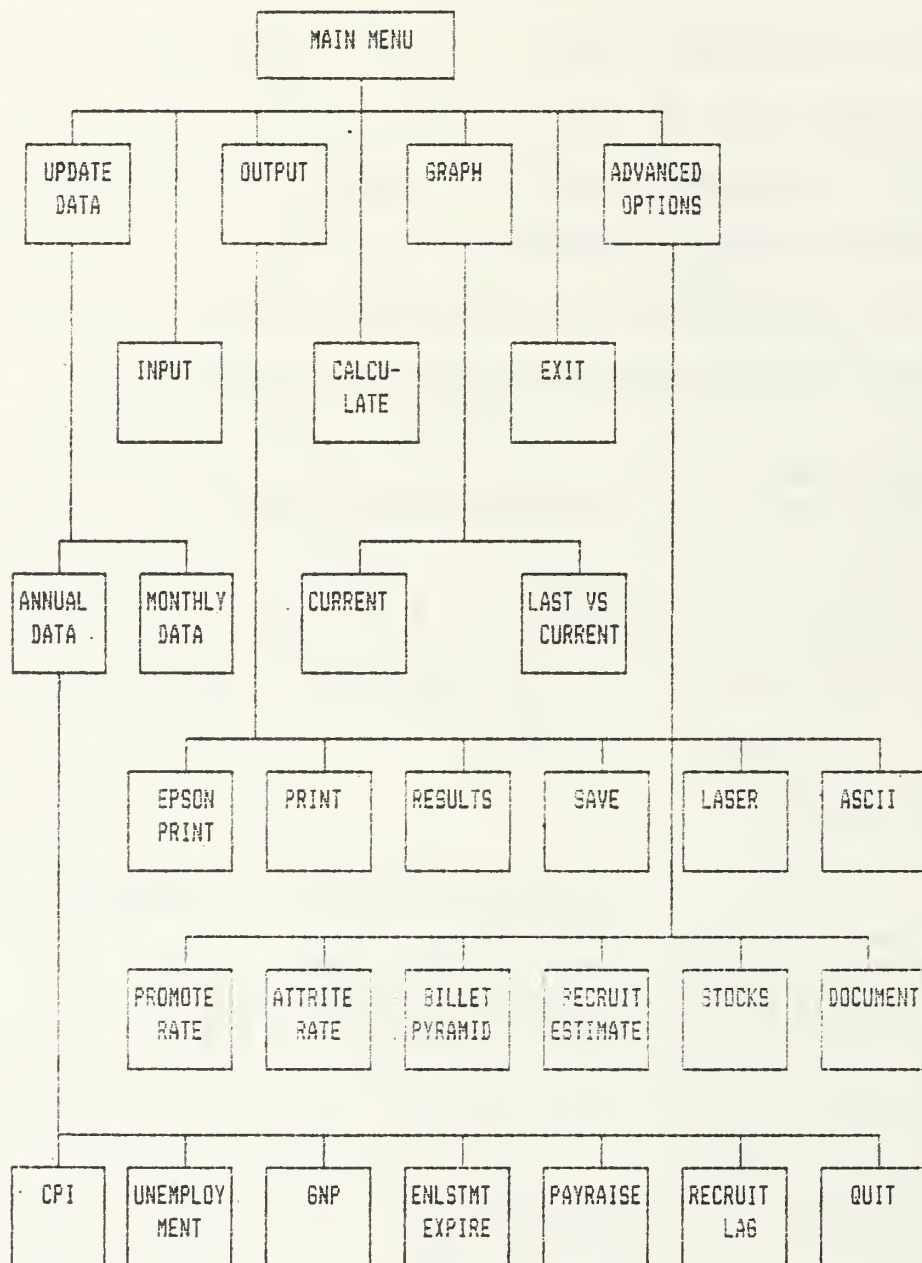 MAIN MENU
UPDATE
DATA
OUTPUT
GRAPH
ADVANCED
OPTIONS
INPUT
CALCU-
LATE
EXIT
ANNUAL
DATA
MONTHLY
DATA
CURRENT
LAST VS
CURRENT
EPSON
PRINT
PRINT
RESULTS
SAVE
LASER
ASCII
PROMOTE
RATE
ATTRITE
RATE
BILLET
PYRAMID
RECRUIT
ESTIMATE
STOCKS
DOCUMENT
CPI
UNEMPLOY
MENT
GNP
ENLSTMT
EXPIRE
PAYRAISE
RECRUIT
LAG
QUIT